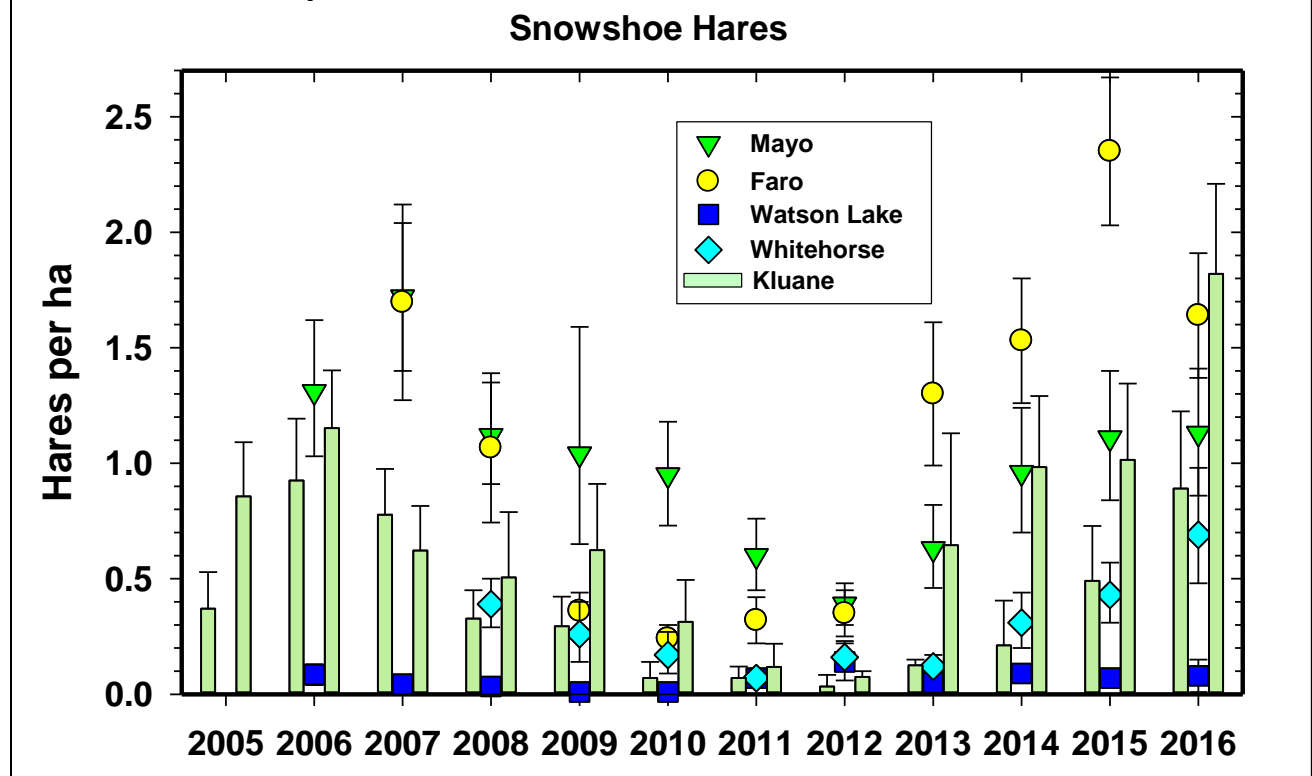 Snowshoe Hares
Hares per ha
2.5
2.0
1.5
1.0
0.5
0.0
Mayo
Faro
Watson Lake
Whitehorse
Kluane
2005 2006 2007 2008 2009 2010 2011 2012 2013 2014 2015 2016